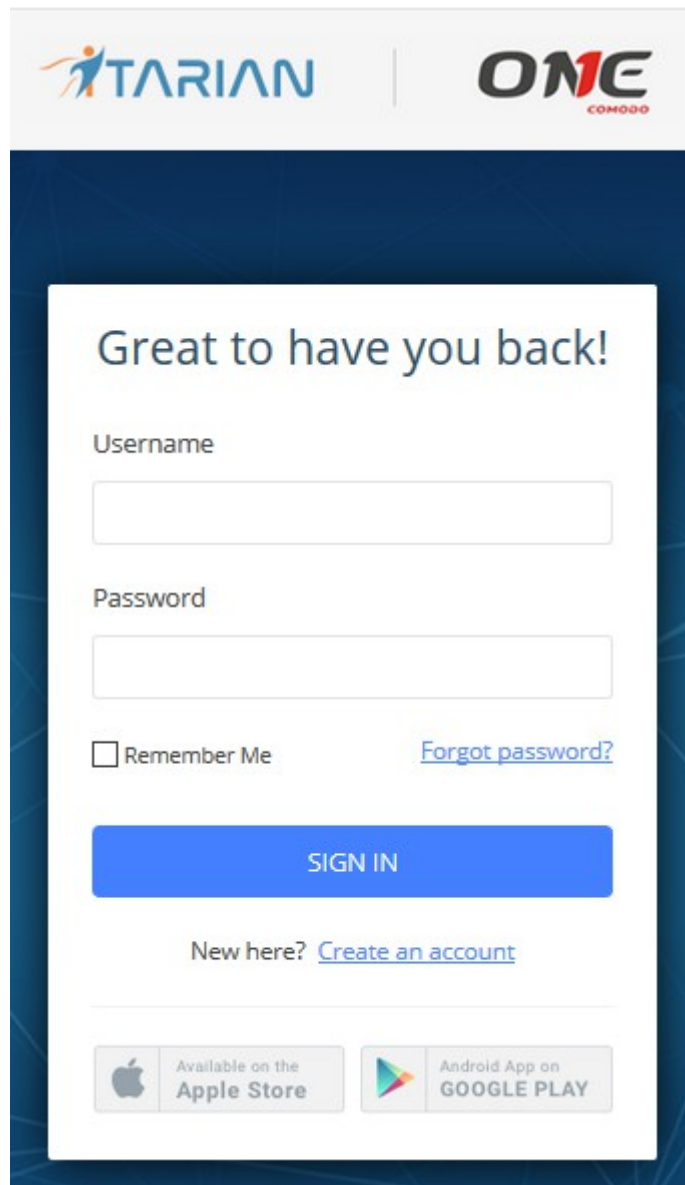 ITARIAN
ONE
COMODO
Great to have you back!
Username
Password
Remember Me
Forgot password?
SIGN IN
New here? Create an account
Available on the
Apple Store
Android App on
GOOGLE PLAY